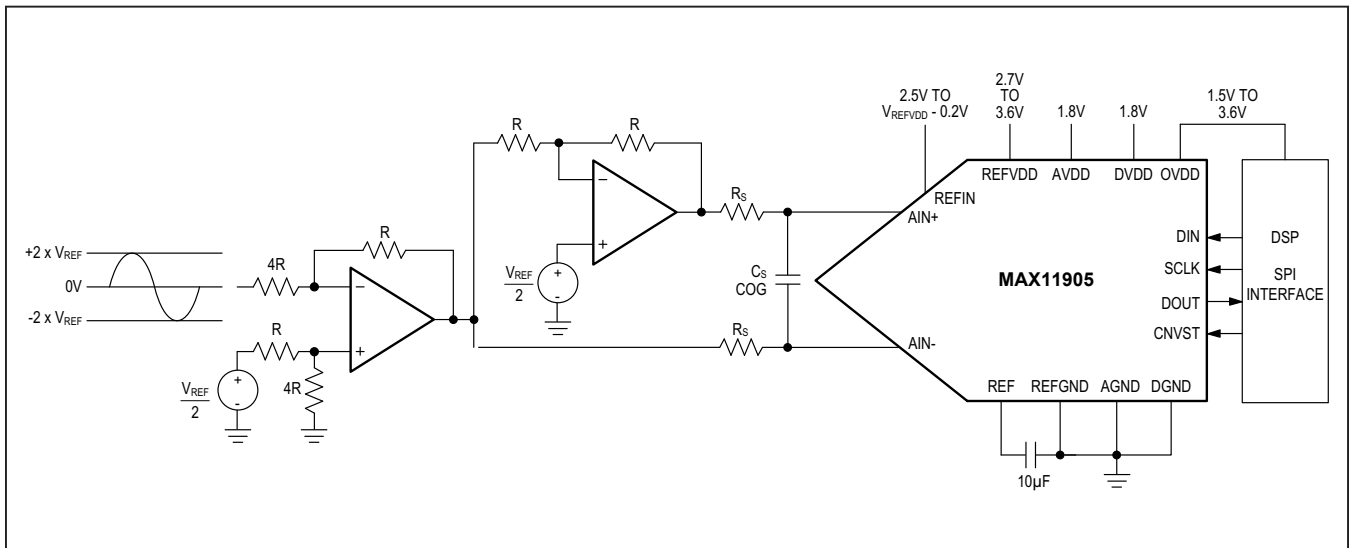 +2 x VREF
0V
-2 x VREF
4R
R
R
4R
VREF
2
+
-
-
+
R
R
-
+
VREF
2
+
-
RS
RS
CS
COG
2.5V TO
VREFVDD - 0.2V
2.7V
TO
3.6V
1.8V
1.8V
1.5V TO
3.6V
REFIN
REFVDD
AVDD
DVDD
OVDD
AIN+
AIN-
MAX11905
DIN
SCLK
DOUT
CNVST
DSP
SPI
INTERFACE
REF
REFGND
AGND
DGND
10µF